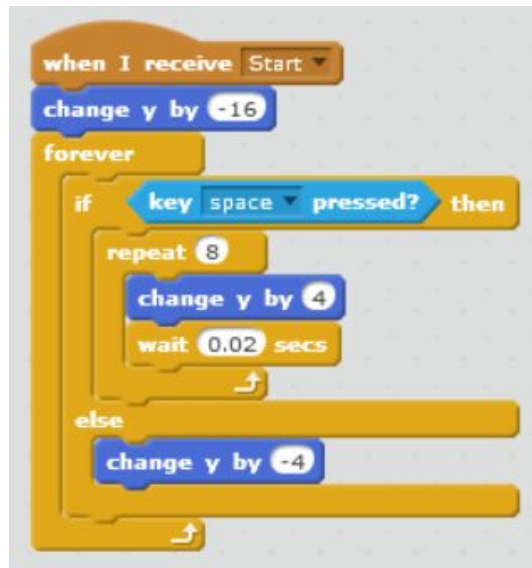 when I receive Start
change y by -16
forever
if key space pressed? then
repeat 8
change y by 4
wait 0.02 secs
else
change y by -4